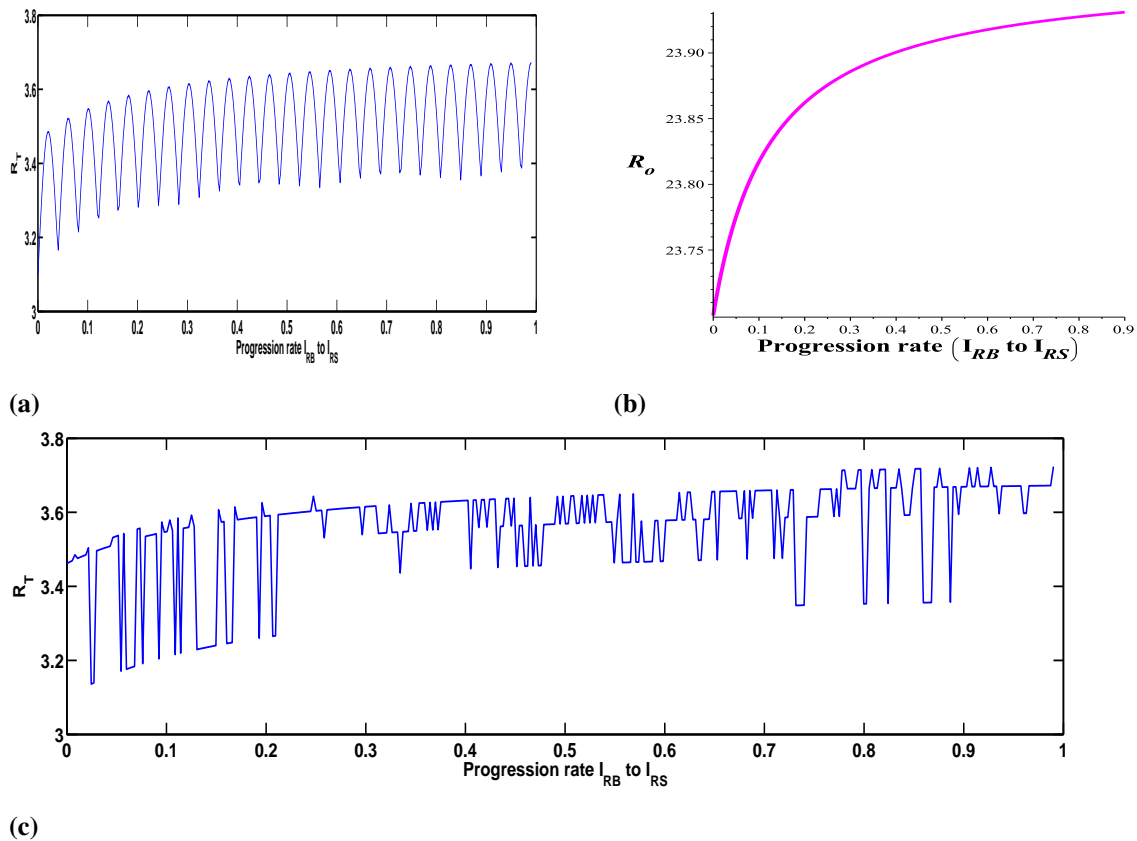 3.8
3.6
3.4
3.2
3
R_T
0 0.1 0.2 0.3 0.4 0.5 0.6 0.7 0.8 0.9 1
Progression rate I_RB to I_RS
(a)
23.90
23.85
23.80
23.75
R_o
0 0.1 0.2 0.3 0.4 0.5 0.6 0.7 0.8 0.9
Progression rate (I_RB to I_RS)
(b)
3.8
3.6
3.4
3.2
3
R_T
0 0.1 0.2 0.3 0.4 0.5 0.6 0.7 0.8 0.9 1
Progression rate I_RB to I_RS
(c)